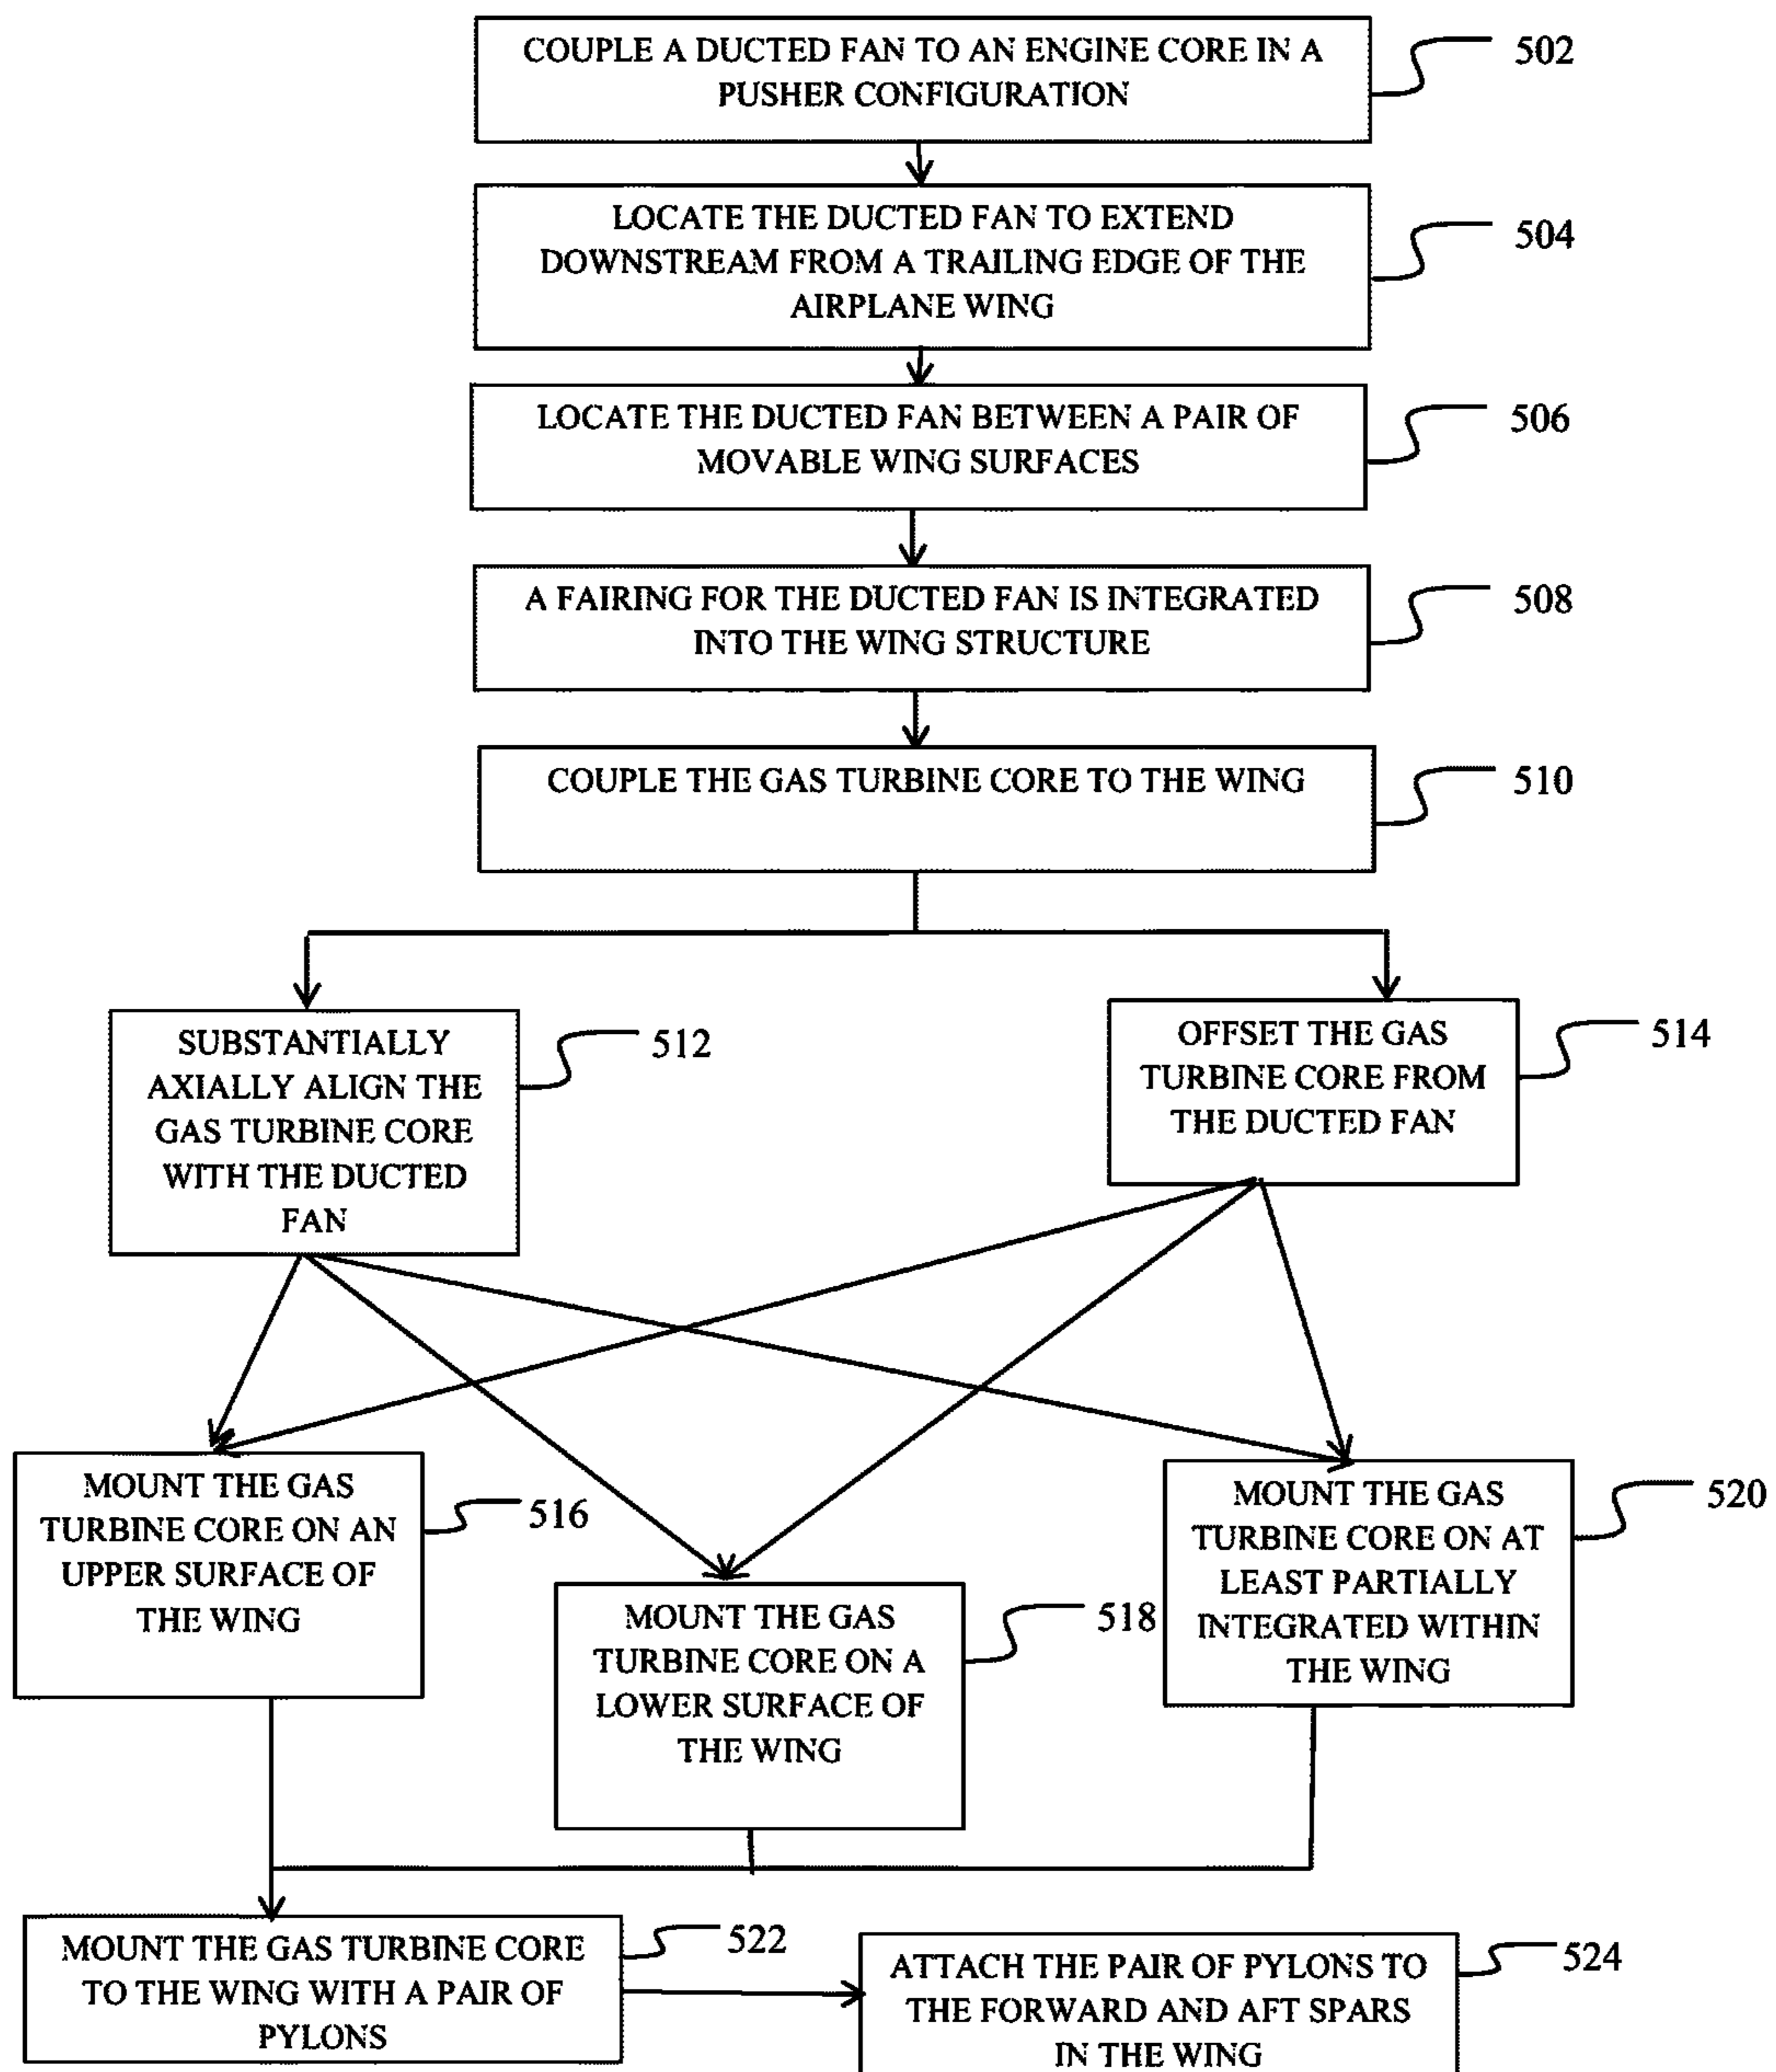 COUPLE A DUCTED FAN TO AN ENGINE CORE IN A
PUSHER CONFIGURATION
502
LOCATE THE DUCTED FAN TO EXTEND
DOWNSTREAM FROM A TRAILING EDGE OF THE
AIRPLANE WING
504
LOCATE THE DUCTED FAN BETWEEN A PAIR OF
MOVABLE WING SURFACES
506
A FAIRING FOR THE DUCTED FAN IS INTEGRATED
INTO THE WING STRUCTURE
508
COUPLE THE GAS TURBINE CORE TO THE WING
510
SUBSTANTIALLY
AXIALLY ALIGN THE
GAS TURBINE CORE
WITH THE DUCTED
FAN
512
OFFSET THE GAS
TURBINE CORE FROM
THE DUCTED FAN
514
MOUNT THE GAS
TURBINE CORE ON AN
UPPER SURFACE OF
THE WING
516
MOUNT THE GAS
TURBINE CORE ON A
LOWER SURFACE OF
THE WING
518
MOUNT THE GAS
TURBINE CORE ON AT
LEAST PARTIALLY
INTEGRATED WITHIN
THE WING
520
MOUNT THE GAS TURBINE CORE
TO THE WING WITH A PAIR OF
PYLONS
522
ATTACH THE PAIR OF PYLONS TO
THE FORWARD AND AFT SPARS
IN THE WING
524